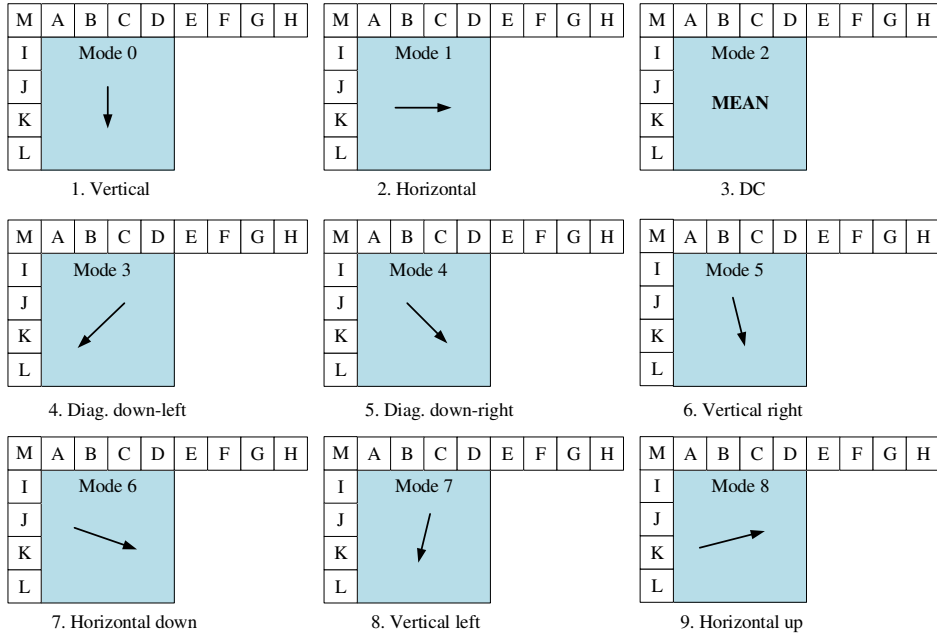 M A B C D E F G H
I
J
K
L
Mode 0
1. Vertical
M A B C D E F G H
I
J
K
L
Mode 1
2. Horizontal
M A B C D E F G H
I
J
K
L
Mode 2
MEAN
3. DC
M A B C D E F G H
I
J
K
L
Mode 3
4. Diag. down-left
M A B C D E F G H
I
J
K
L
Mode 4
5. Diag. down-right
M A B C D E F G H
I
J
K
L
Mode 5
6. Vertical right
M A B C D E F G H
I
J
K
L
Mode 6
7. Horizontal down
M A B C D E F G H
I
J
K
L
Mode 7
8. Vertical left
M A B C D E F G H
I
J
K
L
Mode 8
9. Horizontal up